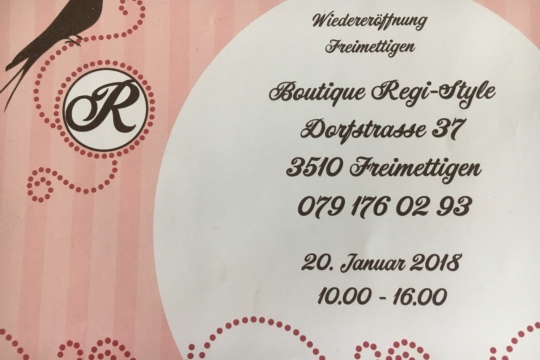 Wiedereröffnung
Freimettigen
R
Boutique Regi-Style
Dorfstrasse 37
3510 Freimettigen
079 176 02 93
20. Januar 2018
10.00 - 16.00